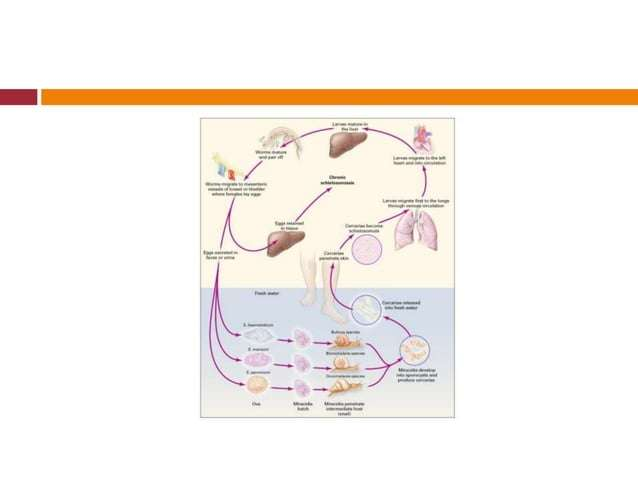 Larvae mature in
the liver
Worms mature
and pair off
Larvae migrate to the left
heart and into circulation
Chronic
schistosomiasis
Worms migrate to mesenteric
vessels of bowel or bladder
where females lay eggs
Larvae migrate first to the lungs
through venous circulation
Eggs retained
in tissue
Cercariae become
schistosomula
Eggs excreted in
feces or urine
Cercariae
penetrate skin
Fresh water
Cercariae released
into fresh water
S. haematobium
Bulinus species
S. mansoni
Biomphalaria species
S. japonicum
Oncomelania species
Miracidia develop
into sporocysts and
produce cercariae
Ova
Miracidia
hatch
Miracidia penetrate
intermediate host
(snail)